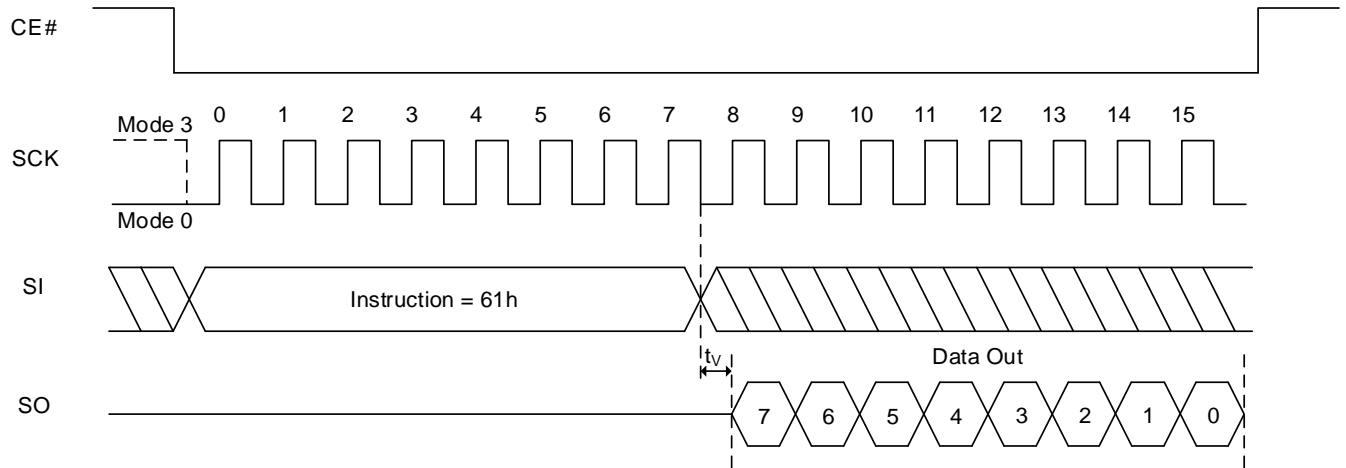 CE#
0 1 2 3 4 5 6 7 8 9 10 11 12 13 14 15
Mode 3
SCK
Mode 0
SI
Instruction = 61h
tV
Data Out
SO
7 6 5 4 3 2 1 0